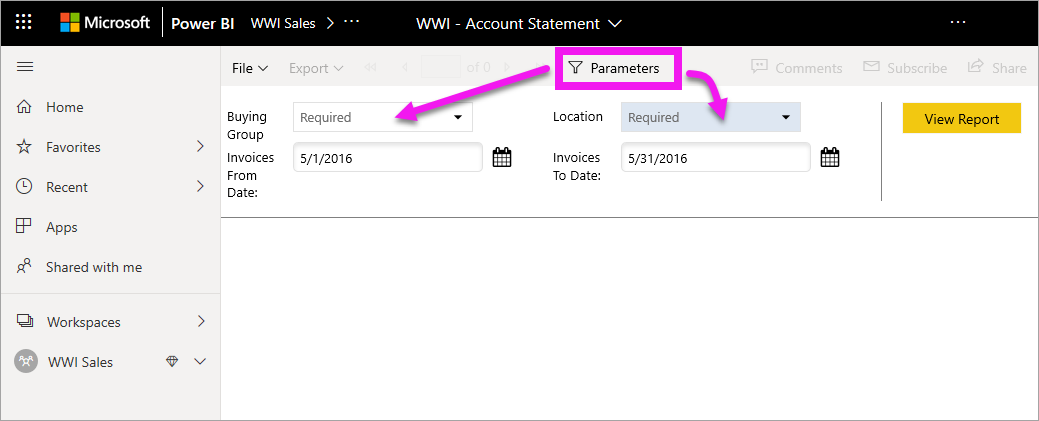 Microsoft Power BI WWI Sales > ··· WWI - Account Statement ···
File Export of 0 Parameters Comments Subscribe Share
Home
Favorites
Recent
Apps
Shared with me
Workspaces
WWI Sales
Buying Group Required Location Required View Report
Invoices From Date: 5/1/2016 Invoices To Date: 5/31/2016